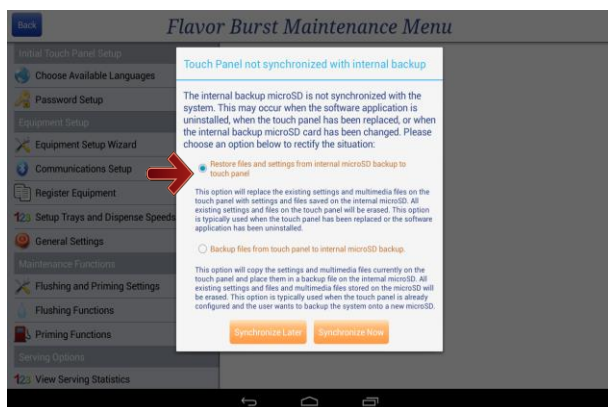 Back
Flavor Burst Maintenance Menu
Initial Touch Panel Setup
Choose Available Languages
Password Setup
Equipment Setup
Equipment Setup Wizard
Communications Setup
Register Equipment
123 Setup Trays and Dispense Speeds
General Settings
Maintenance Functions
Flushing and Priming Settings
Flushing Functions
Priming Functions
Serving Options
123 View Serving Statistics
Touch Panel not synchronized with internal backup
The internal backup microSD is not synchronized with the
system. This may occur when the software application is
uninstalled, when the touch panel has been replaced, or when
the internal backup microSD card has been changed. Please
choose an option below to rectify the situation:
Restore files and settings from internal microSD backup to
touch panel
This option will replace the existing settings and multimedia files on the
touch panel with settings and files saved on the internal microSD. All
existing settings and files on the touch panel will be erased. This option
is typically used when the touch panel has been replaced or the software
application has been uninstalled.
Backup files from touch panel to internal microSD backup.
This option will copy the settings and multimedia files currently on the
touch panel and place them in a backup file on the internal microSD. All
existing settings and files and multimedia files stored on the microSD will
be erased. This option is typically used when the touch panel is already
configured and the user wants to backup the system onto a new microSD.
Synchronize Later
Synchronize Now